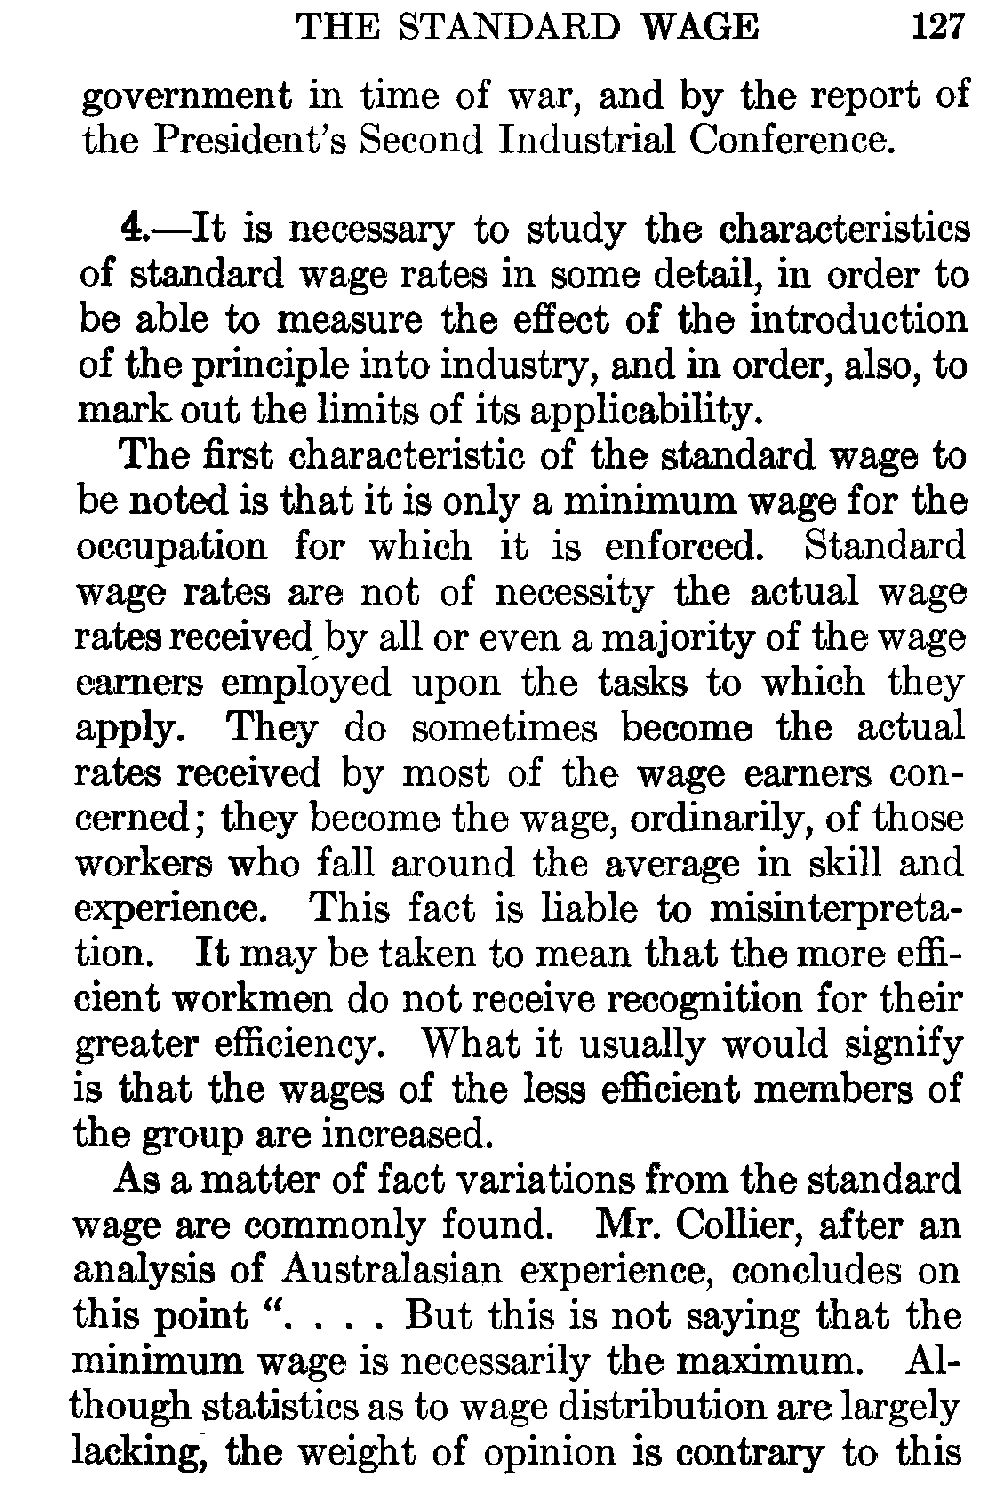 THE STANDARD WAGE 127
government in time of war, and by the report of
the President's Second Industrial Conference.
4.—It is necessary to study the characteristics
of standard wage rates in some detail, in order to
be able to measure the effect of the introduction
of the principle into industry, and in order, also, to
mark out the limits of its applicability.
The first characteristic of the standard wage to
be noted is that it is only a minimum wage for the
occupation for which it is enforced. Standard
wage rates are not of necessity the actual wage
rates received by all or even a majority of the wage
earners employed upon the tasks to which they
apply. They do sometimes become the actual
rates received by most of the wage earners con-
cerned; they become the wage, ordinarily, of those
workers who fall around the average in skill and
experience. This fact is liable to misinterpreta-
tion. It may be taken to mean that the more effi-
cient workmen do not receive recognition for their
greater efficiency. What it usually would signify
is that the wages of the less efficient members of
the group are increased.
As a matter of fact variations from the standard
wage are commonly found. Mr. Collier, after an
analysis of Australasian experience, concludes on
this point ". . . . But this is not saying that the
minimum wage is necessarily the maximum. Al-
though statistics as to wage distribution are largely
lacking, the weight of opinion is contrary to this